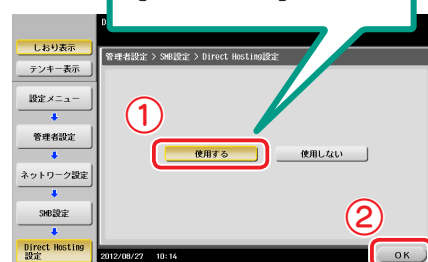 しおり表示
テンキー表示
設定メニュー
管理者設定
ネットワーク設定
SMB設定
Direct Hosting
設定
管理者設定 > SMB設定 > Direct Hosting設定
①
使用する
使用しない
②
2012/08/27 10:14
OK